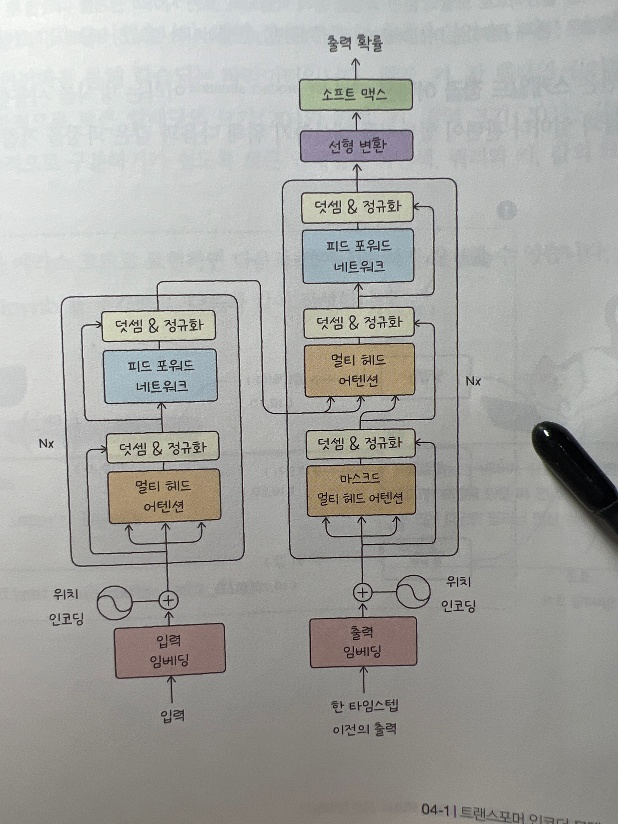 출력 확률
소프트 맥스
선형 변환
덧셈 & 정규화
피드 포워드
네트워크
덧셈 & 정규화
멀티 헤드
어텐션
덧셈 & 정규화
마스크드
멀티 헤드 어텐션
Nx
위치
인코딩
출력
임베딩
한 타임스텝
이전의 출력
덧셈 & 정규화
피드 포워드
네트워크
Nx
덧셈 & 정규화
멀티 헤드
어텐션
위치
인코딩
입력
임베딩
입력
04-1 | 트랜스포머 인코더